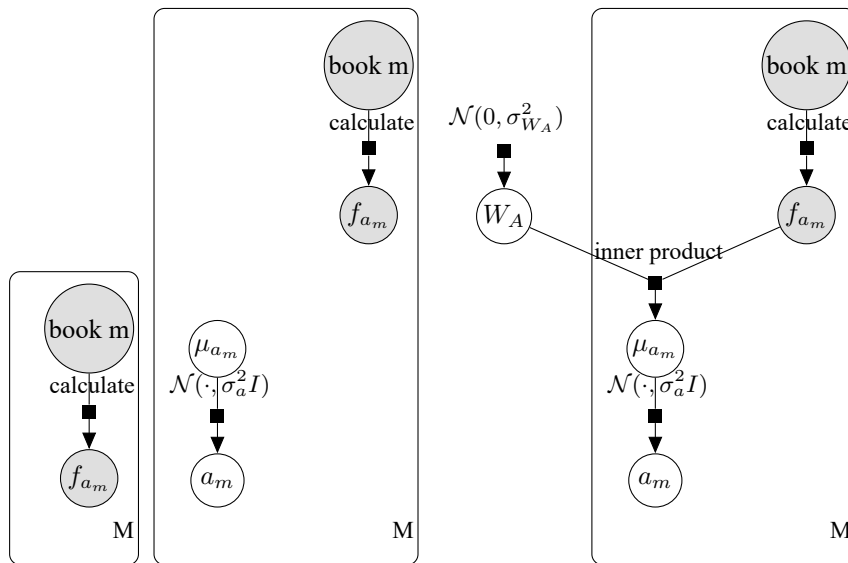 book m
calculate
f_{a_m}
M
book m
calculate
f_{a_m}
μ_{a_m}
𝒩(·, σ_a^2 I)
a_m
M
𝒩(0, σ_{W_A}^2)
W_A
book m
calculate
f_{a_m}
inner product
μ_{a_m}
𝒩(·, σ_a^2 I)
a_m
M